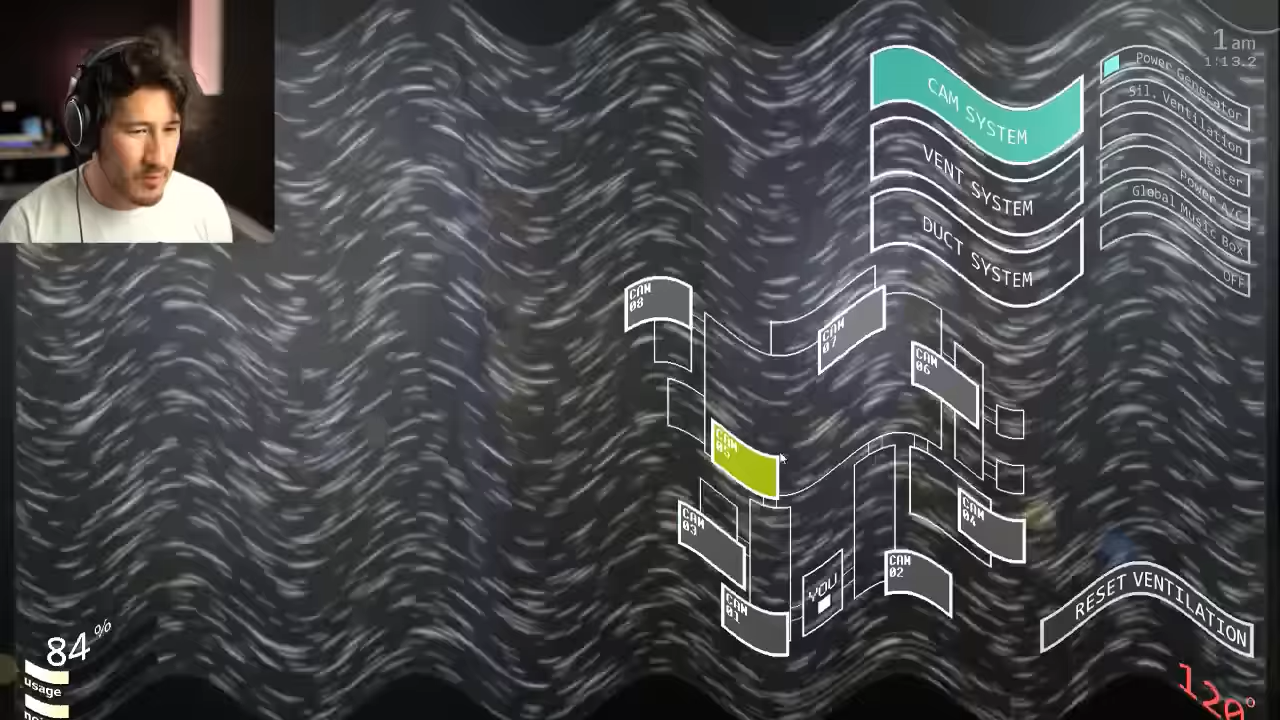 1 am
1:13.2
Power Generator
Sil. Ventilation
Heater
Power A/C
Global Music Box
OFF
CAM SYSTEM
VENT SYSTEM
DUCT SYSTEM
CAM
08
CAM
07
CAM
06
CAM
05
CAM
04
CAM
03
CAM
02
CAM
01
YOU
RESET VENTILATION
84%
usage
120°